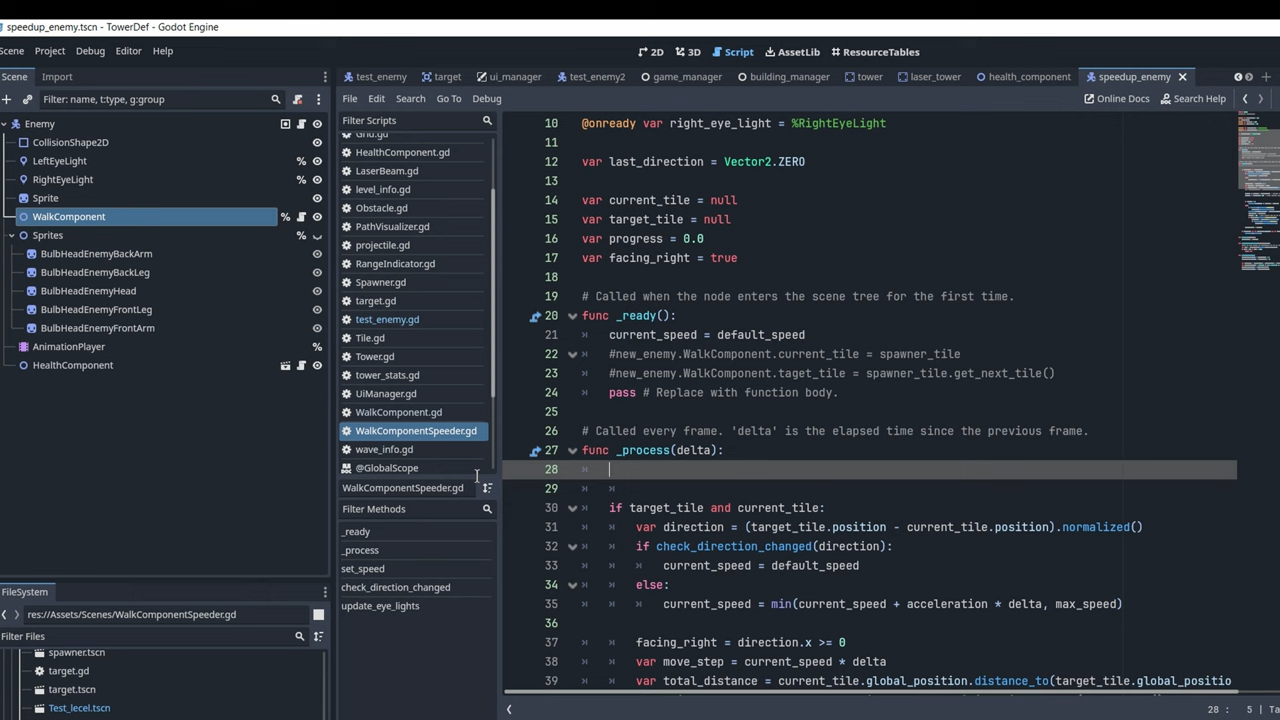 speedup_enemy.tscn - TowerDef - Godot Engine
Scene Project Debug Editor Help
2D 3D Script AssetLib ResourceTables
Scene Import
test_enemy target ui_manager test_enemy2 game_manager building_manager tower laser_tower health_component speedup_enemy
Filter: name, t:type, g:group
File Edit Search Go To Debug
Online Docs Search Help
Enemy
CollisionShape2D
LeftEyeLight
RightEyeLight
Sprite
WalkComponent
Sprites
BulbHeadEnemyBackArm
BulbHeadEnemyBackLeg
BulbHeadEnemyHead
BulbHeadEnemyFrontLeg
BulbHeadEnemyFrontArm
AnimationPlayer
HealthComponent
FileSystem
res://Assets/Scenes/WalkComponentSpeeder.gd
Filter Files
spawner.tscn
target.gd
target.tscn
Test_lecel.tscn
Filter Scripts
Grid.gd
HealthComponent.gd
LaserBeam.gd
level_info.gd
Obstacle.gd
PathVisualizer.gd
projectile.gd
RangeIndicator.gd
Spawner.gd
target.gd
test_enemy.gd
Tile.gd
Tower.gd
tower_stats.gd
UiManager.gd
WalkComponent.gd
WalkComponentSpeeder.gd
wave_info.gd
@GlobalScope
WalkComponentSpeeder.gd
Filter Methods
_ready
_process
set_speed
check_direction_changed
update_eye_lights
10 @onready var right_eye_light = %RightEyeLight
11
12 var last_direction = Vector2.ZERO
13
14 var current_tile = null
15 var target_tile = null
16 var progress = 0.0
17 var facing_right = true
18
19 # Called when the node enters the scene tree for the first time.
20 func _ready():
21 current_speed = default_speed
22 #new_enemy.WalkComponent.current_tile = spawner_tile
23 #new_enemy.WalkComponent.taget_tile = spawner_tile.get_next_tile()
24 pass # Replace with function body.
25
26 # Called every frame. 'delta' is the elapsed time since the previous frame.
27 func _process(delta):
28
29
30 if target_tile and current_tile:
31 var direction = (target_tile.position - current_tile.position).normalized()
32 if check_direction_changed(direction):
33 current_speed = default_speed
34 else:
35 current_speed = min(current_speed + acceleration * delta, max_speed)
36
37 facing_right = direction.x >= 0
38 var move_step = current_speed * delta
39 var total_distance = current_tile.global_position.distance_to(target_tile.global_positio
28 : 5 | Ta